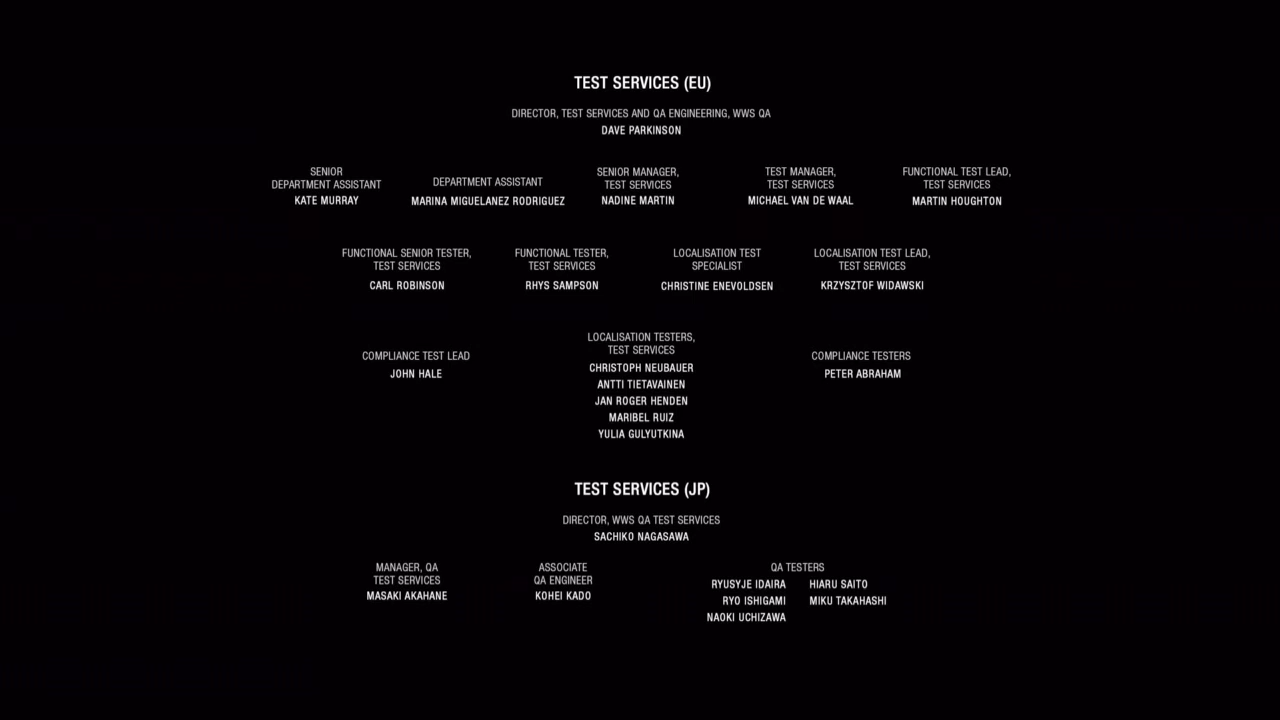 TEST SERVICES (EU)
DIRECTOR, TEST SERVICES AND QA ENGINEERING, WWS QA
DAVE PARKINSON
SENIOR
DEPARTMENT ASSISTANT
KATE MURRAY
DEPARTMENT ASSISTANT
MARINA MIGUELANEZ RODRIGUEZ
SENIOR MANAGER,
TEST SERVICES
NADINE MARTIN
TEST MANAGER,
TEST SERVICES
MICHAEL VAN DE WAAL
FUNCTIONAL TEST LEAD,
TEST SERVICES
MARTIN HOUGHTON
FUNCTIONAL SENIOR TESTER,
TEST SERVICES
CARL ROBINSON
FUNCTIONAL TESTER,
TEST SERVICES
RHYS SAMPSON
LOCALISATION TEST
SPECIALIST
CHRISTINE ENEVOLDSEN
LOCALISATION TEST LEAD,
TEST SERVICES
KRZYSZTOF WIDAWSKI
COMPLIANCE TEST LEAD
JOHN HALE
LOCALISATION TESTERS,
TEST SERVICES
CHRISTOPH NEUBAUER
ANTTI TIETAVAINEN
JAN ROGER HENDEN
MARIBEL RUIZ
YULIA GULYUTKINA
COMPLIANCE TESTERS
PETER ABRAHAM
TEST SERVICES (JP)
DIRECTOR, WWS QA TEST SERVICES
SACHIKO NAGASAWA
MANAGER, QA
TEST SERVICES
MASAKI AKAHANE
ASSOCIATE
QA ENGINEER
KOHEI KADO
QA TESTERS
RYUSYJE IDAIRA
RYO ISHIGAMI
NAOKI UCHIZAWA
HIARU SAITO
MIKU TAKAHASHI